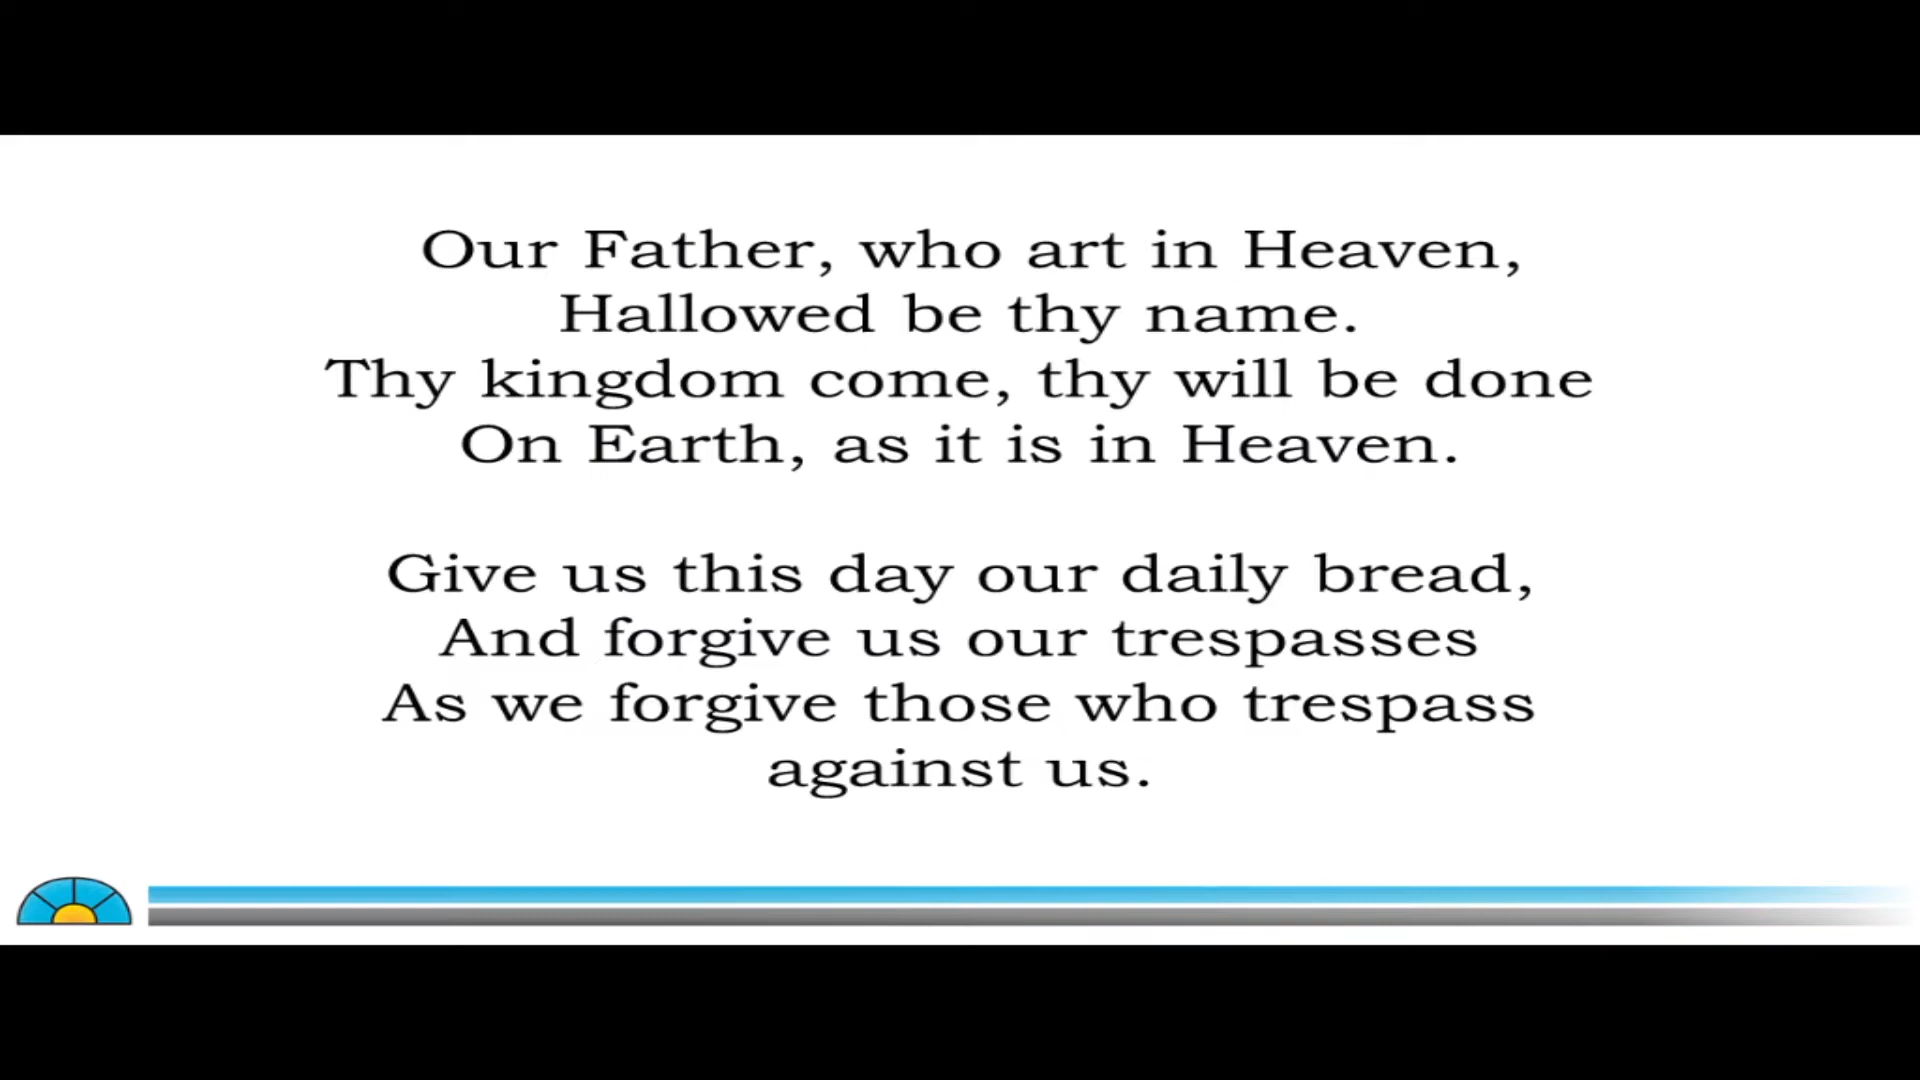 Our Father, who art in Heaven,
Hallowed be thy name.
Thy kingdom come, thy will be done
On Earth, as it is in Heaven.
Give us this day our daily bread,
And forgive us our trespasses
As we forgive those who trespass
against us.